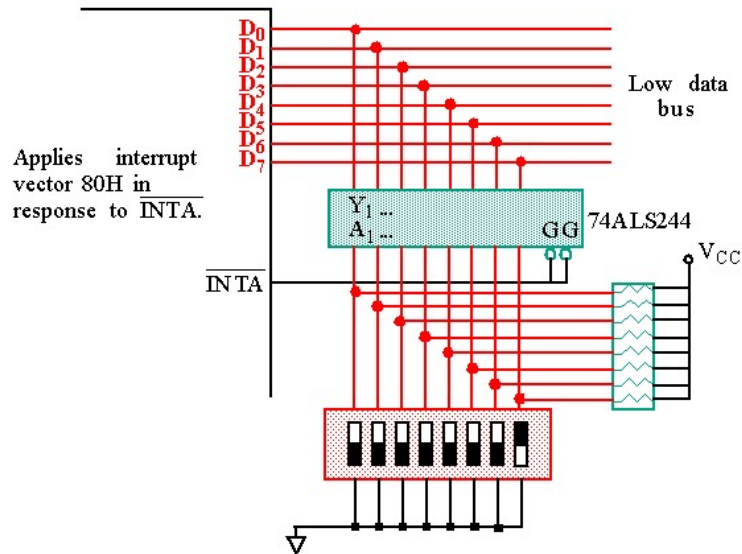 D0
D1
D2
D3
D4
D5
D6
D7
Low data
bus
Applies interrupt
vector 80H in
response to INTA.
Y1 ...
A1 ...
G G
74ALS244
VCC
INTA